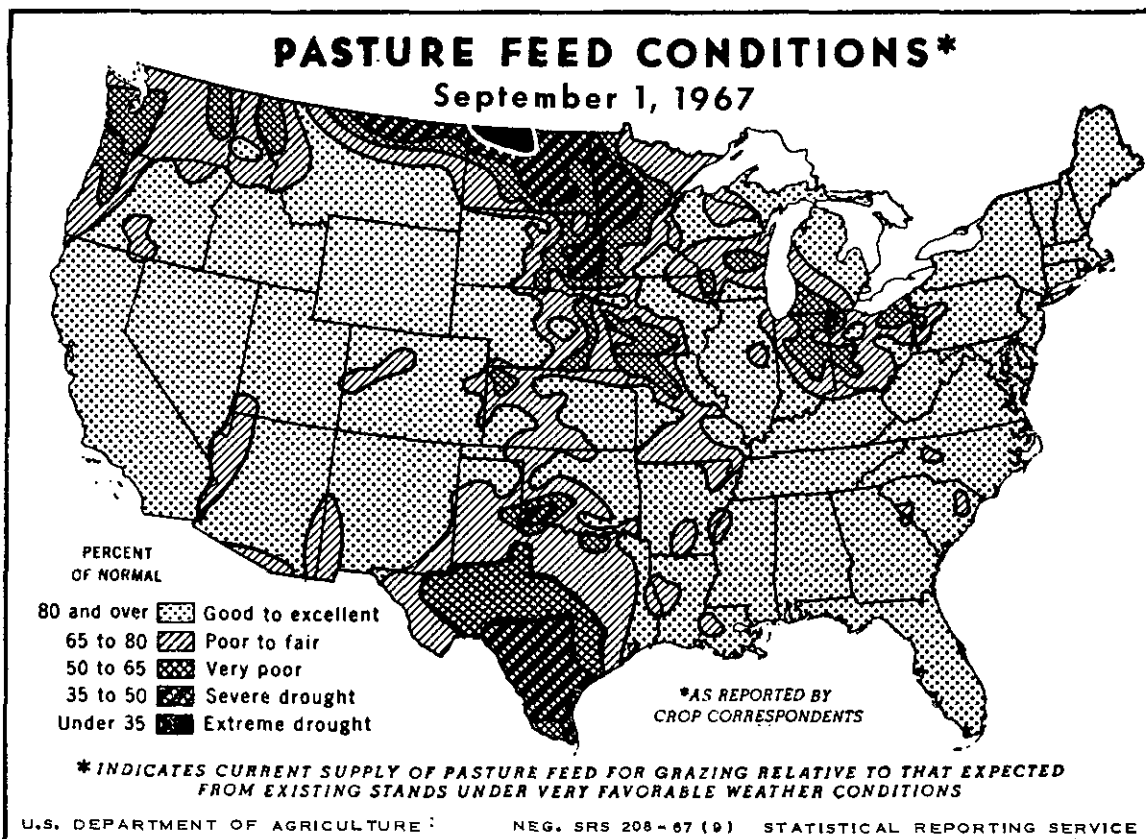 PASTURE FEED CONDITIONS*
September 1, 1967
PERCENT
OF NORMAL
80 and over Good to excellent
65 to 80 Poor to fair
50 to 65 Very poor
35 to 50 Severe drought
Under 35 Extreme drought
*AS REPORTED BY
CROP CORRESPONDENTS
*INDICATES CURRENT SUPPLY OF PASTURE FEED FOR GRAZING RELATIVE TO THAT EXPECTED
FROM EXISTING STANDS UNDER VERY FAVORABLE WEATHER CONDITIONS
U.S. DEPARTMENT OF AGRICULTURE NEG. SRS 208-67 (9) STATISTICAL REPORTING SERVICE